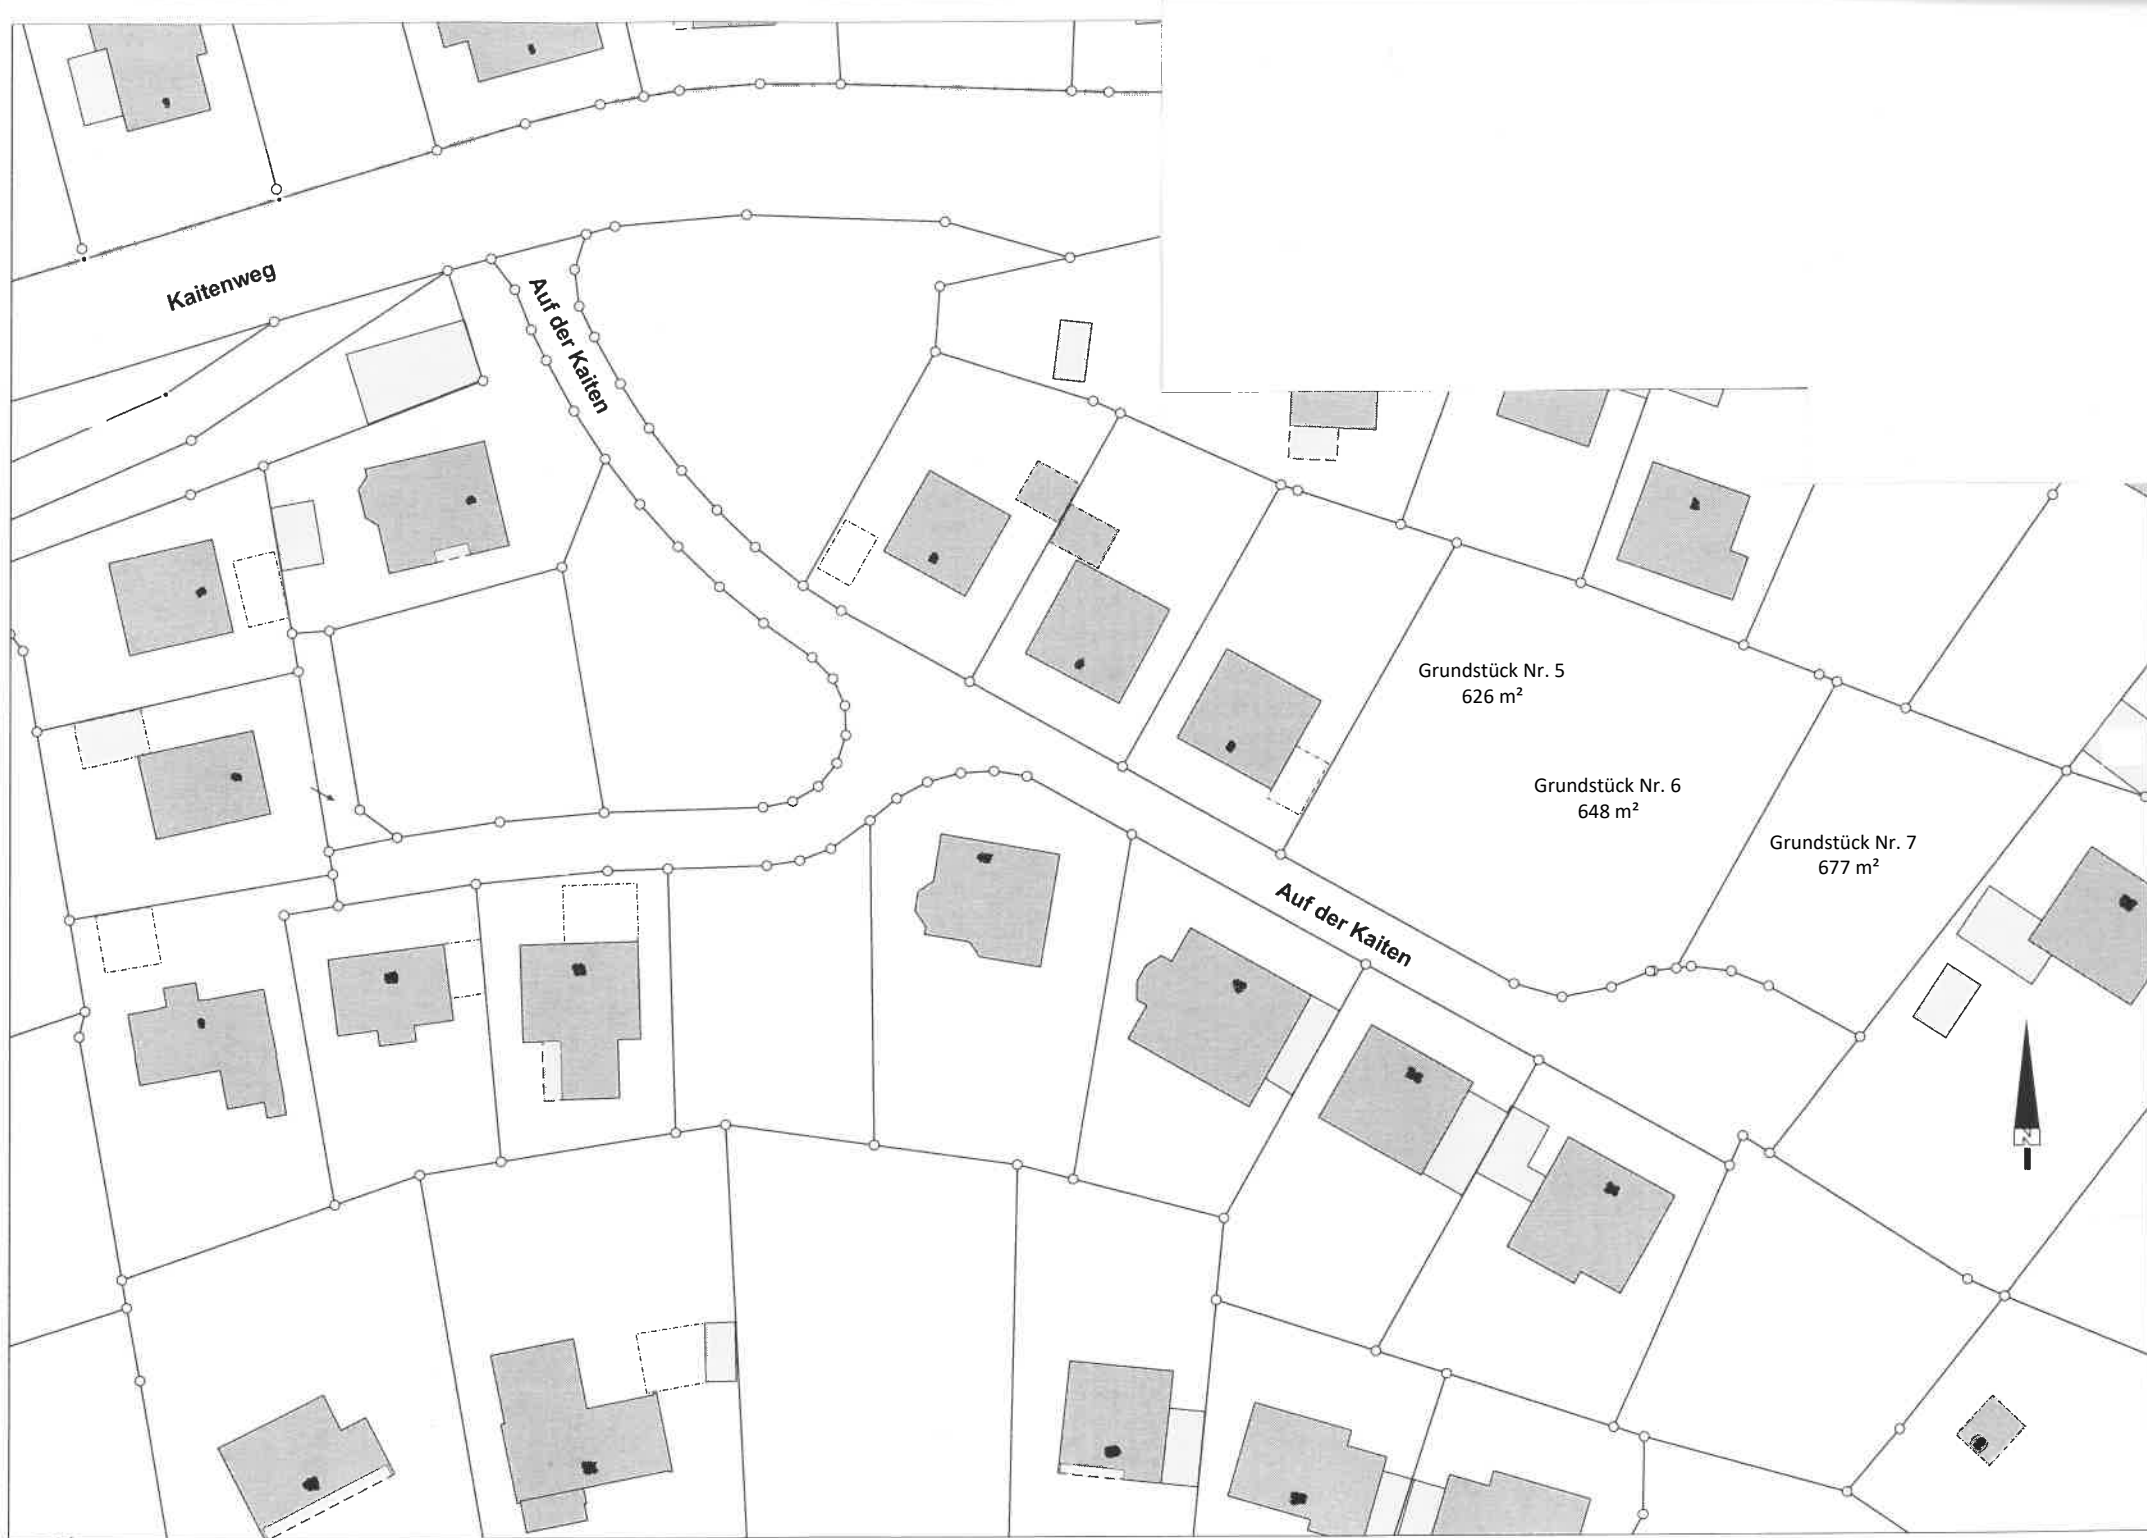 Kaitenweg
Auf der Kaiten
Grundstück Nr. 5
626 m²
Grundstück Nr. 6
648 m²
Grundstück Nr. 7
677 m²
Auf der Kaiten
N